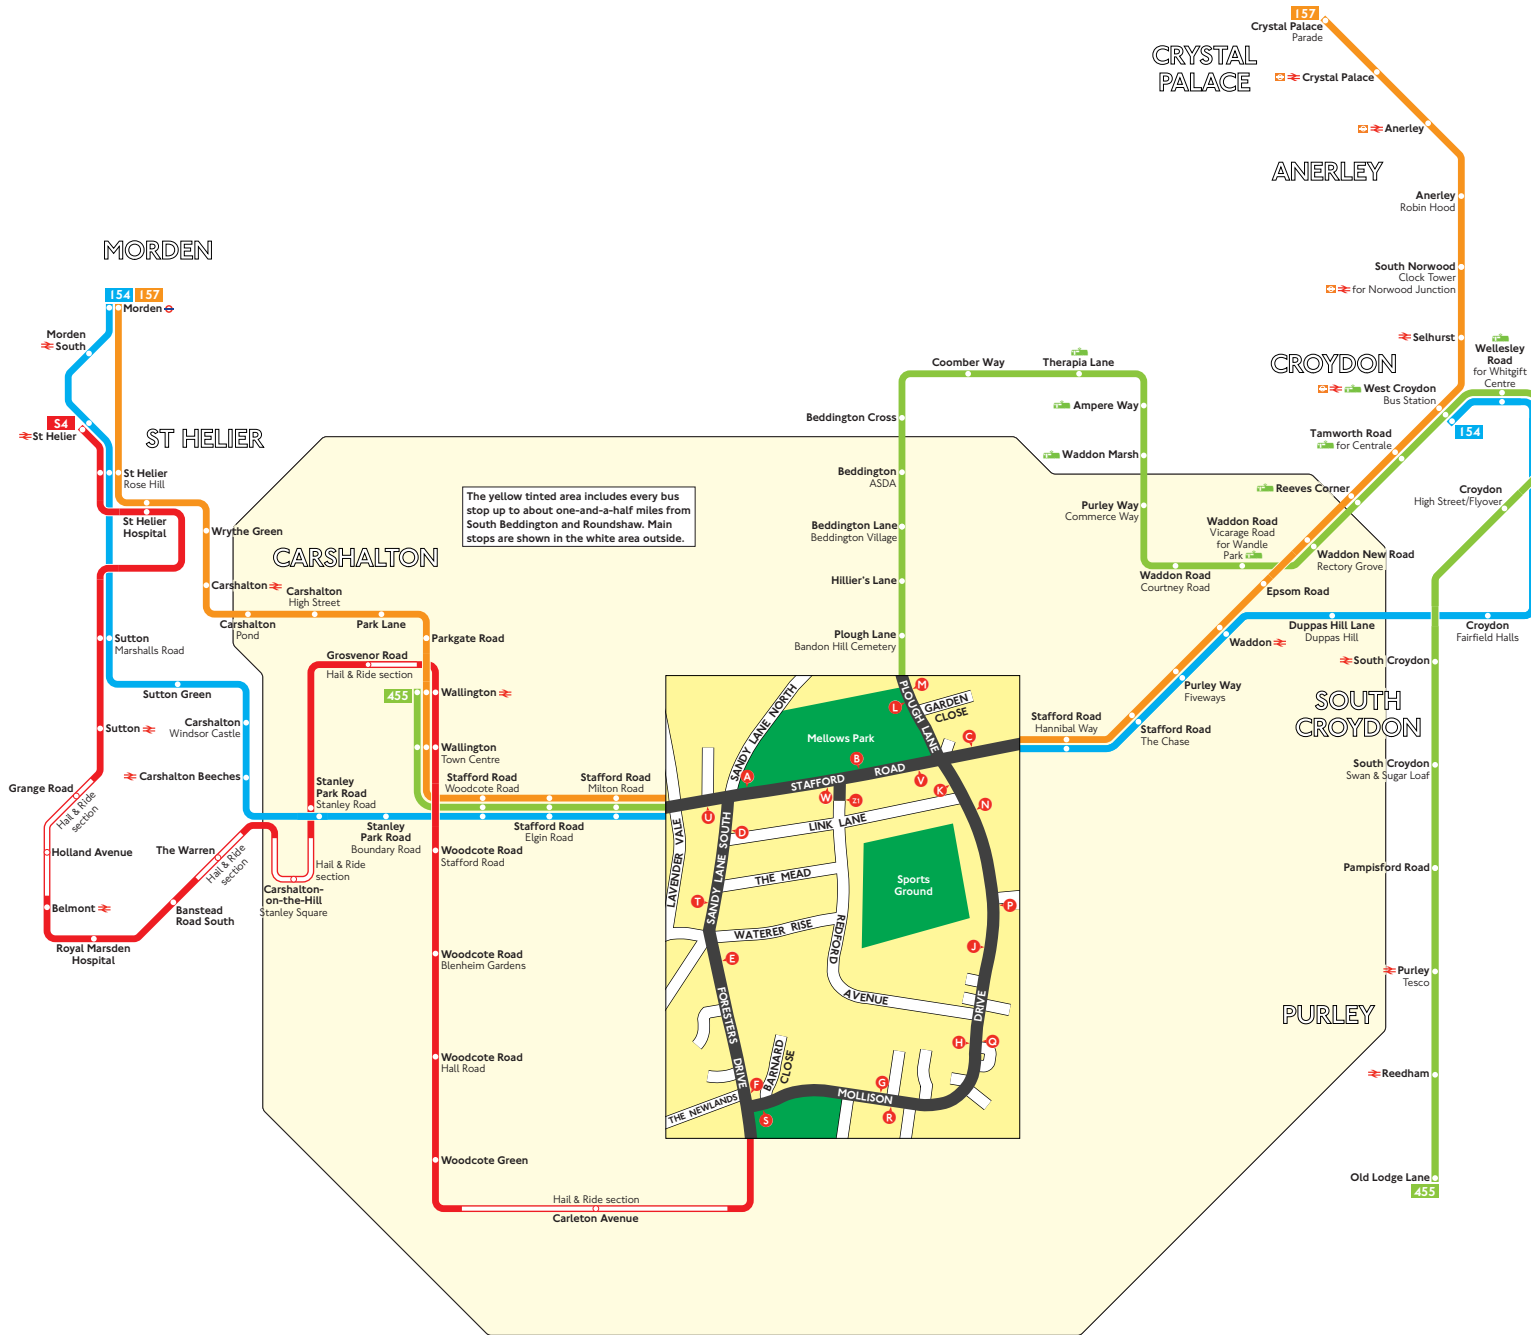 157
Crystal Palace
Parade
CRYSTAL
PALACE
Crystal Palace
Anerley
ANERLEY
Anerley
Robin Hood
South Norwood
Clock Tower
for Norwood Junction
Selhurst
MORDEN
154 157
Morden
Morden
South
S4
St Helier
ST HELIER
St Helier
Rose Hill
St Helier
Hospital
Wrythe Green
CARSHALTON
Carshalton
Carshalton
High Street
Carshalton
Pond
Park Lane
Parkgate Road
Sutton
Marshalls Road
Sutton Green
Sutton
Carshalton
Windsor Castle
Carshalton Beeches
Grange Road
Hail & Ride
section
Holland Avenue
Belmont
Royal Marsden
Hospital
The Warren
Hail & Ride
section
Banstead
Road South
Carshalton-
on-the-Hill
Stanley Square
Hail & Ride
section
Grosvenor Road
Hail & Ride section
455
Wallington
Wallington
Town Centre
Stanley
Park Road
Stanley Road
Stanley
Park Road
Boundary Road
Stafford Road
Woodcote Road
Stafford Road
Milton Road
Stafford Road
Elgin Road
Woodcote Road
Stafford Road
Woodcote Road
Blenheim Gardens
Woodcote Road
Hall Road
Woodcote Green
Hail & Ride section
Carleton Avenue
The yellow tinted area includes every bus
stop up to about one-and-a-half miles from
South Beddington and Roundshaw. Main
stops are shown in the white area outside.
Coomber Way
Therapia Lane
Beddington Cross
Ampere Way
Beddington
ASDA
Waddon Marsh
Beddington Lane
Beddington Village
Purley Way
Commerce Way
Hillier's Lane
Plough Lane
Bandon Hill Cemetery
Waddon Road
Courtney Road
Waddon Road
Vicarage Road
for Wandle
Park
CROYDON
West Croydon
Bus Station
Wellesley
Road
for Whitgift
Centre
154
Tamworth Road
for Centrale
Reeves Corner
Croydon
High Street/Flyover
Waddon New Road
Rectory Grove
Epsom Road
Duppas Hill Lane
Duppas Hill
Croydon
Fairfield Halls
Waddon
Purley Way
Fiveways
Stafford Road
Hannibal Way
Stafford Road
The Chase
South Croydon
SOUTH
CROYDON
South Croydon
Swan & Sugar Loaf
Pampisford Road
Purley
Tesco
PURLEY
Reedham
Old Lodge Lane
455
SANDY LANE NORTH
PLOUGH LANE
M
L
GARDEN
CLOSE
C
Mellows Park
B
A
STAFFORD ROAD
V
K
W
Z1
N
U
D
LINK LANE
LAVENDER VALE
SANDY LANE SOUTH
THE MEAD
Sports
Ground
T
P
WATERER RISE
REDFORD
AVENUE
J
E
FORESTERS DRIVE
DRIVE
H
Q
BARNARD
CLOSE
F
G
MOLLISON
THE NEWLANDS
S
R